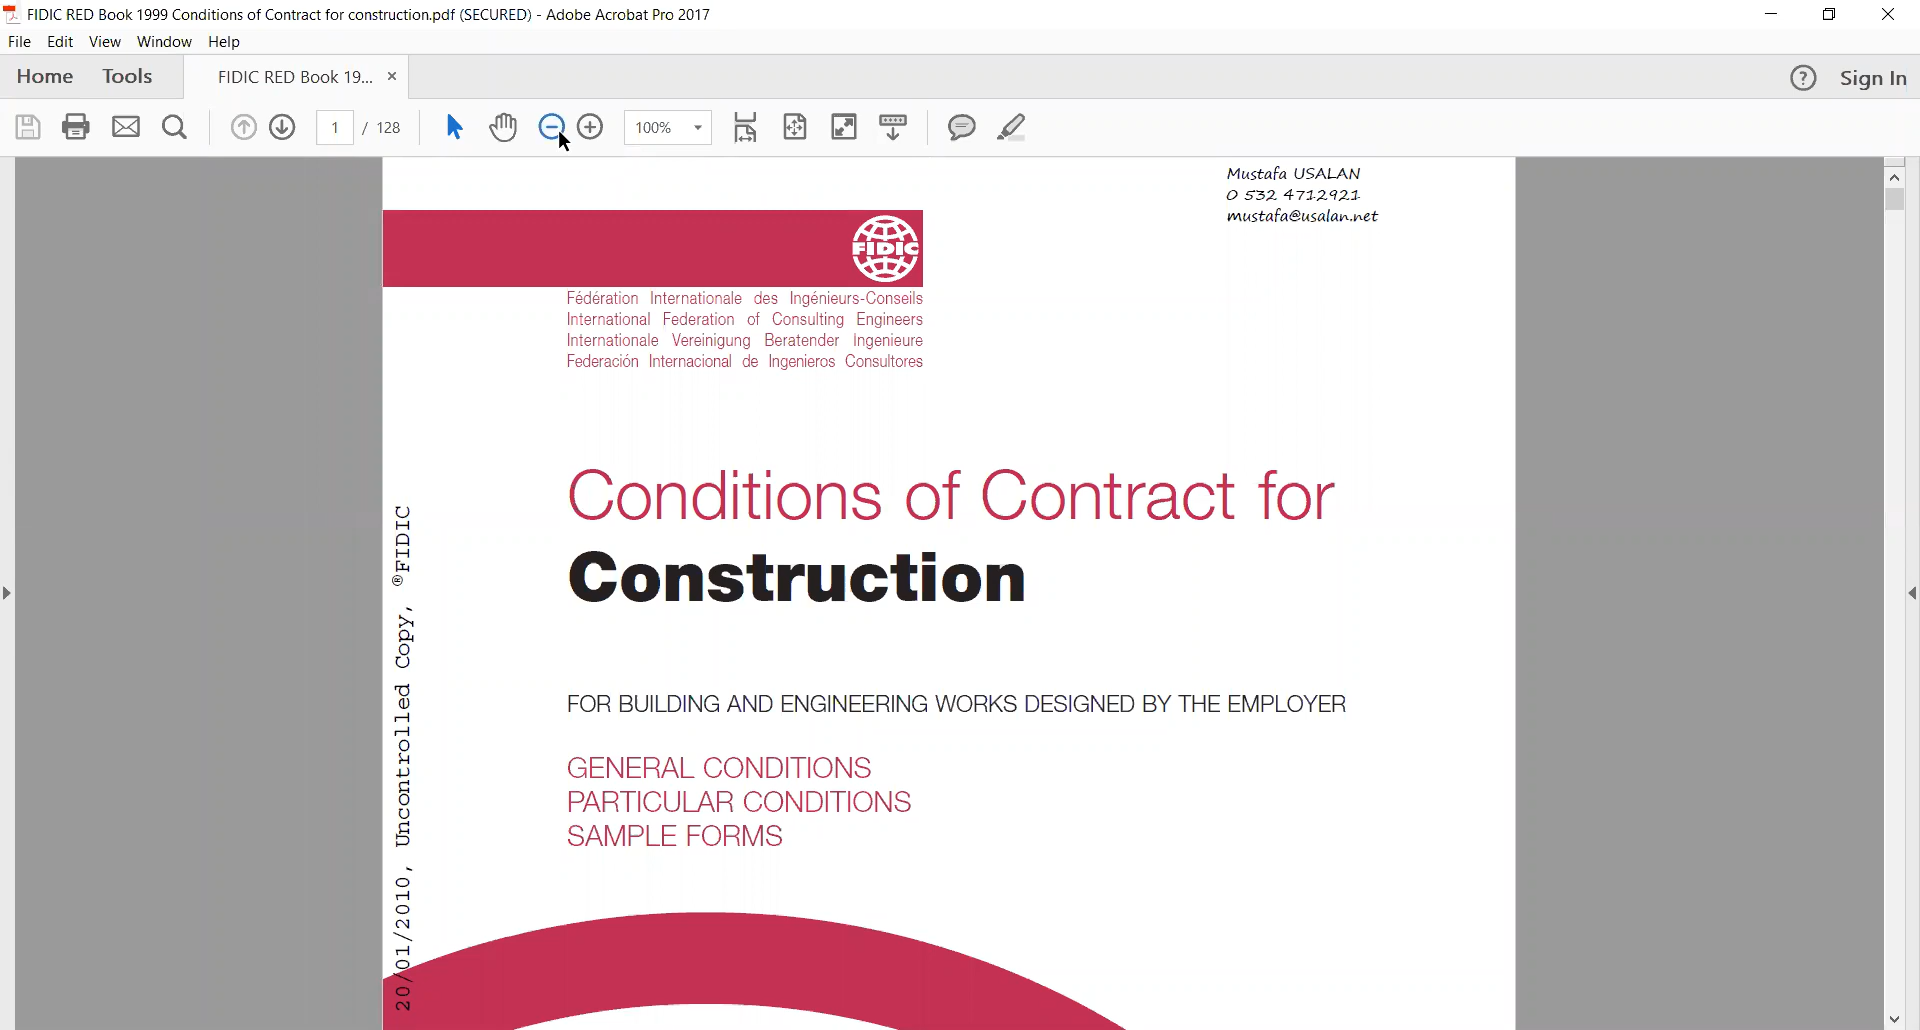 FIDIC RED Book 1999 Conditions of Contract for construction.pdf (SECURED) - Adobe Acrobat Pro 2017
File Edit View Window Help
Home Tools FIDIC RED Book 19... × ? Sign In
1 / 128 100%
Mustafa USALAN
0 532 4712921
mustafa@usalan.net
FIDIC
Fédération Internationale des Ingénieurs-Conseils
International Federation of Consulting Engineers
Internationale Vereinigung Beratender Ingenieure
Federación Internacional de Ingenieros Consultores
Conditions of Contract for
Construction
FOR BUILDING AND ENGINEERING WORKS DESIGNED BY THE EMPLOYER
GENERAL CONDITIONS
PARTICULAR CONDITIONS
SAMPLE FORMS
20/01/2010, Uncontrolled Copy, ®FIDIC